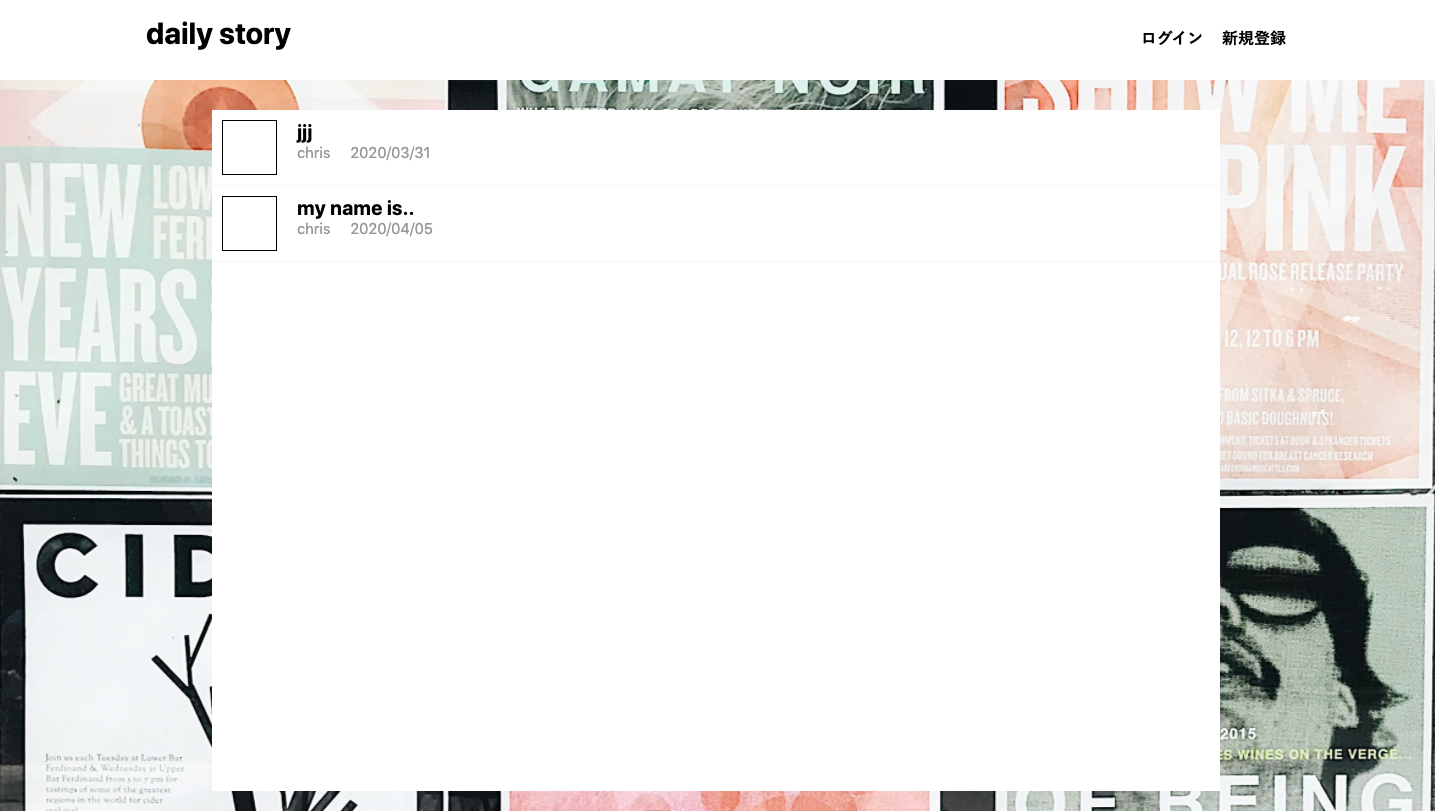 daily story
ログイン 新規登録
GAMAY NOIR
SHOW ME
jjj
chris 2020/03/31
my name is..
chris 2020/04/05
NEW
YEARS
EVE
LOW
FERD
GREAT MU
& A TOAST
THINGS TO
PINK
UAL ROSÉ RELEASE PARTY
12, 12 TO 6 PM
FROM SITKA & SPRUCE,
BASIC DOUGHNUTS!
CID
Join us each Tuesday at Lower Bar
Ferdinand & Wednesday at Upper
Bar Ferdinand from 5 to 7 pm for
tastings of some of the greatest
regions in the world for cider
making!
2015
ES WINES ON THE VERGE...
OF BEING